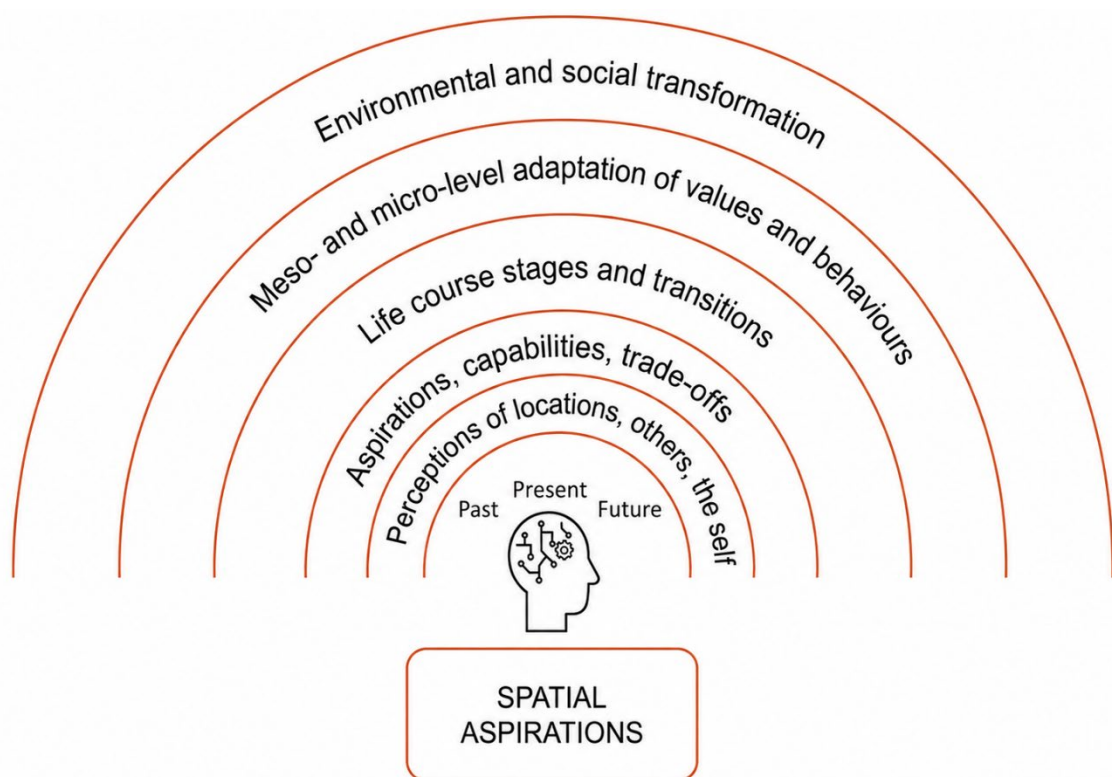 Environmental and social transformation
Meso- and micro-level adaptation of values and behaviours
Life course stages and transitions
Aspirations, capabilities, trade-offs
Perceptions of locations, others, the self
Past
Present
Future
SPATIAL
ASPIRATIONS